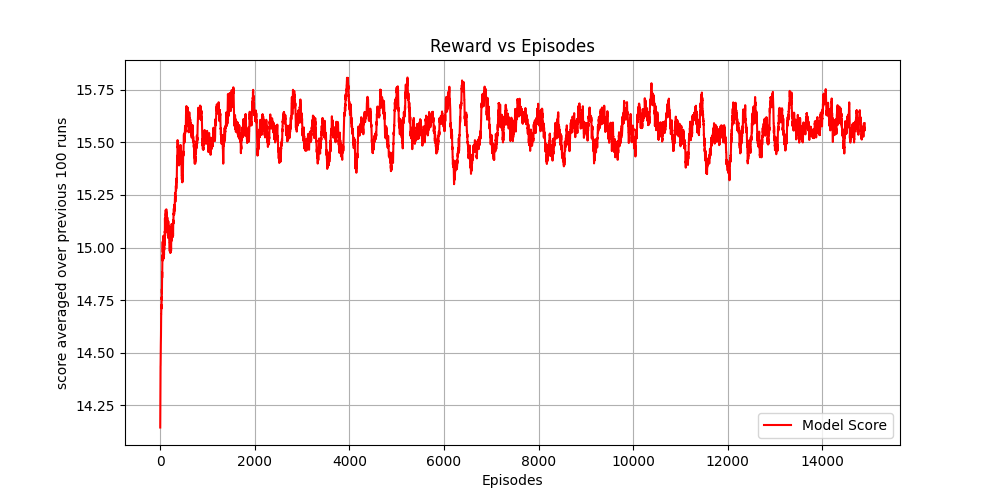 Reward vs Episodes
score averaged over previous 100 runs
15.75
15.50
15.25
15.00
14.75
14.50
14.25
Model Score
0 2000 4000 6000 8000 10000 12000 14000
Episodes